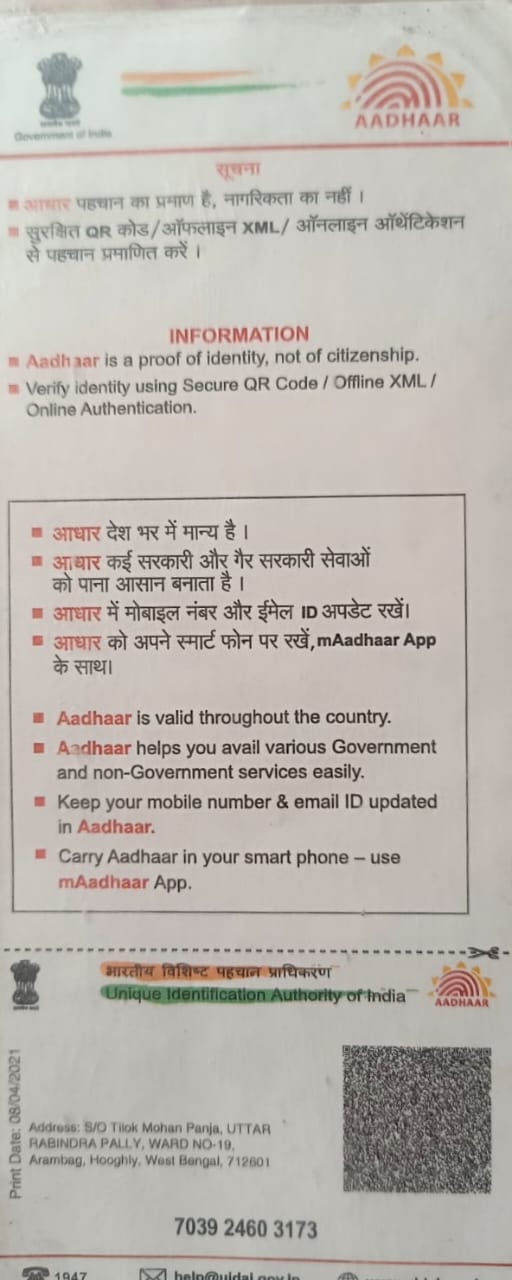 Government of India
AADHAAR
सूचना
आधार पहचान का प्रमाण है, नागरिकता का नहीं ।
सुरक्षित QR कोड/ऑफलाइन XML/ ऑनलाइन ऑथेंटिकेशन
से पहचान प्रमाणित करें ।
INFORMATION
Aadhaar is a proof of identity, not of citizenship.
Verify identity using Secure QR Code / Offline XML /
Online Authentication.
आधार देश भर में मान्य है ।
आधार कई सरकारी और गैर सरकारी सेवाओं
को पाना आसान बनाता है ।
आधार में मोबाइल नंबर और ईमेल ID अपडेट रखें।
आधार को अपने स्मार्ट फोन पर रखें,mAadhaar App
के साथ।
Aadhaar is valid throughout the country.
Aadhaar helps you avail various Government
and non-Government services easily.
Keep your mobile number & email ID updated
in Aadhaar.
Carry Aadhaar in your smart phone – use
mAadhaar App.
भारतीय विशिष्ट पहचान प्राधिकरण
Unique Identification Authority of India
AADHAAR
Print Date: 08/04/2021
Address: S/O Tilok Mohan Panja, UTTAR
RABINDRA PALLY, WARD NO-19,
Arambag, Hooghly, West Bengal, 712601
7039 2460 3173
1947
help@uidai.gov.in